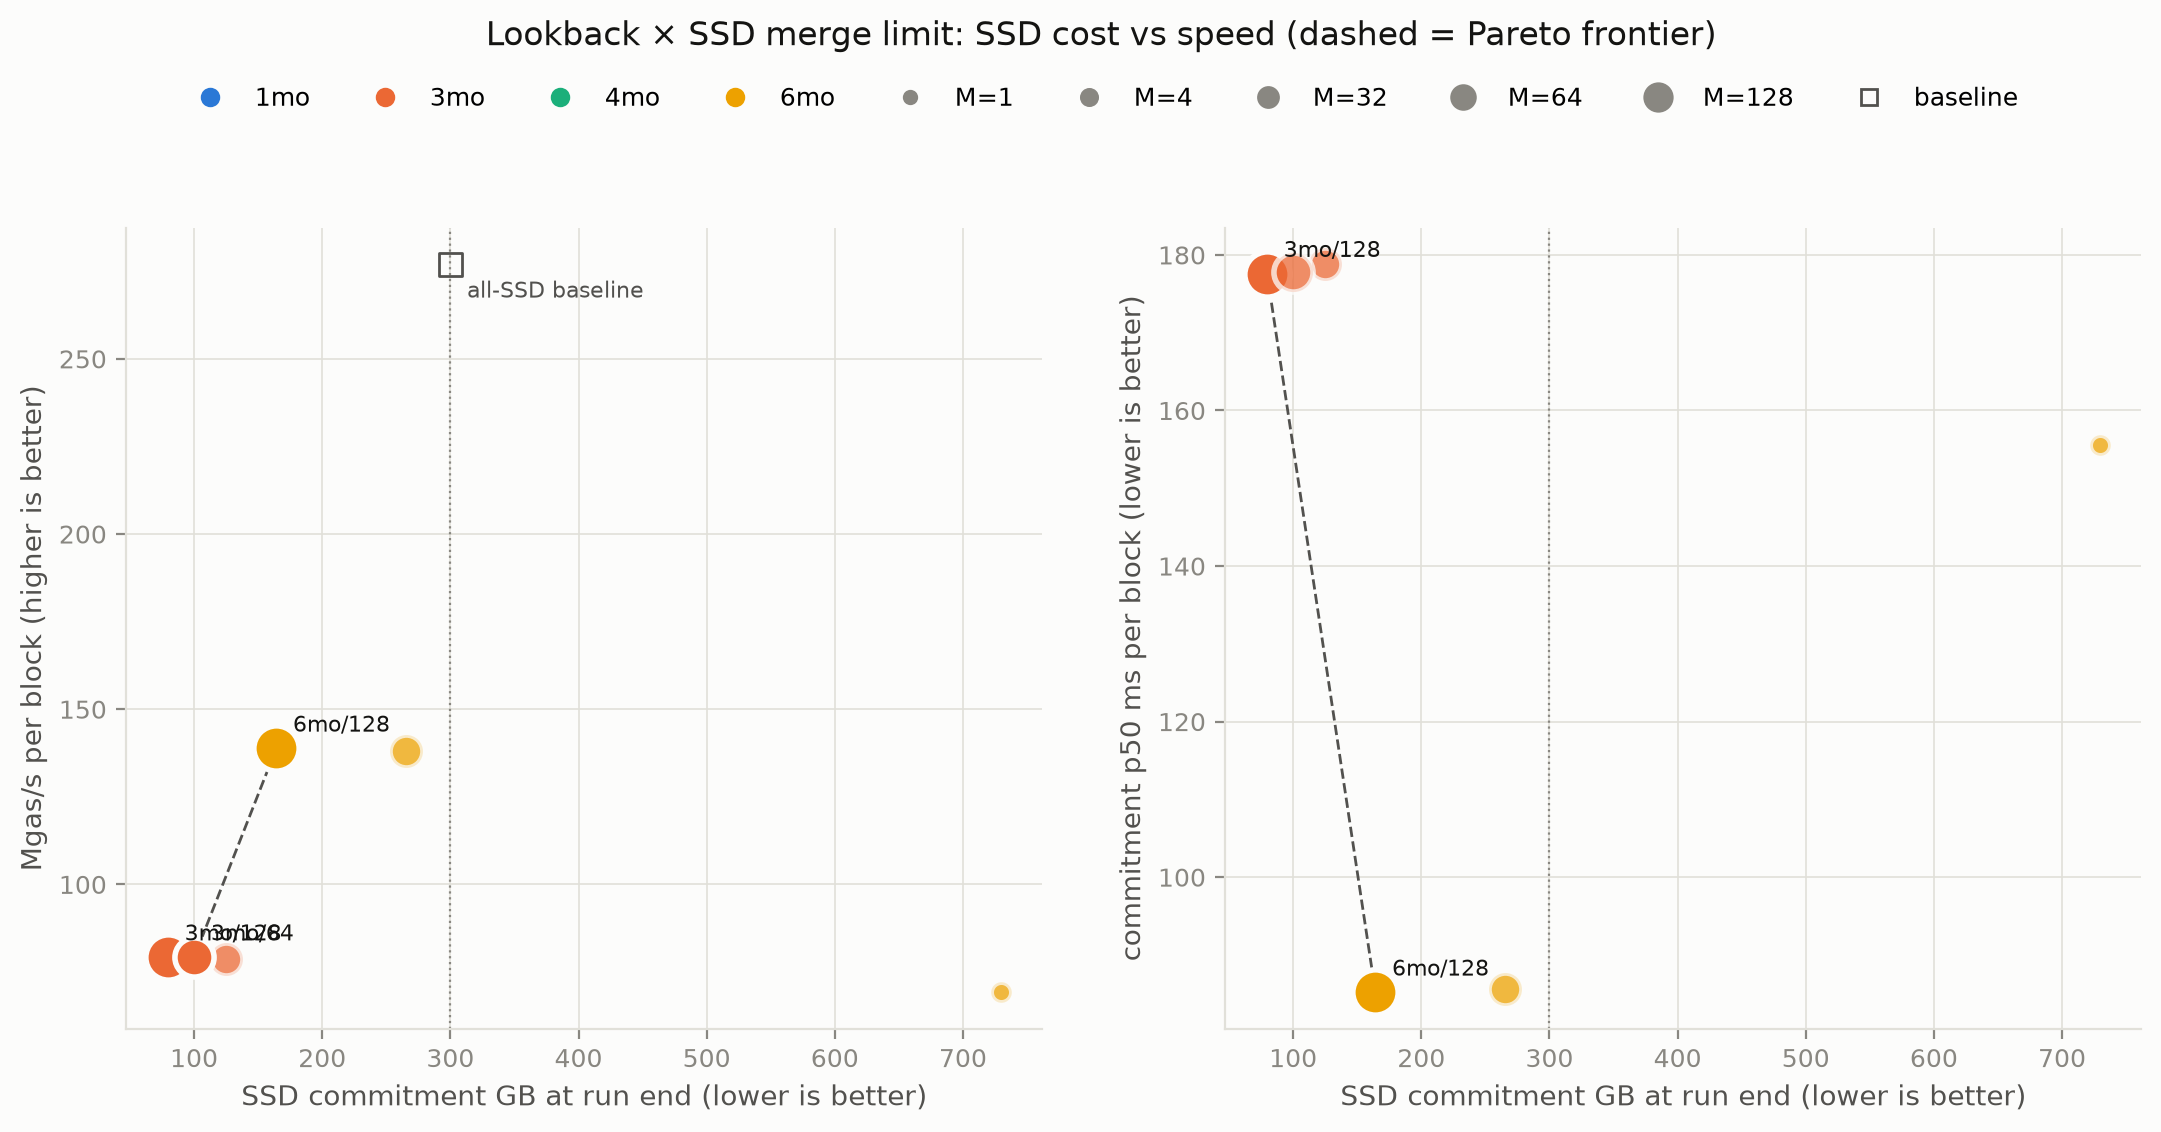 Lookback × SSD merge limit: SSD cost vs speed (dashed = Pareto frontier)
1mo 3mo 4mo 6mo M=1 M=4 M=32 M=64 M=128 baseline
Mgas/s per block (higher is better)
250
200
150
100
all-SSD baseline
6mo/128
3mo/128
3mo/64
100 200 300 400 500 600 700
SSD commitment GB at run end (lower is better)
commitment p50 ms per block (lower is better)
180
160
140
120
100
3mo/128
6mo/128
100 200 300 400 500 600 700
SSD commitment GB at run end (lower is better)